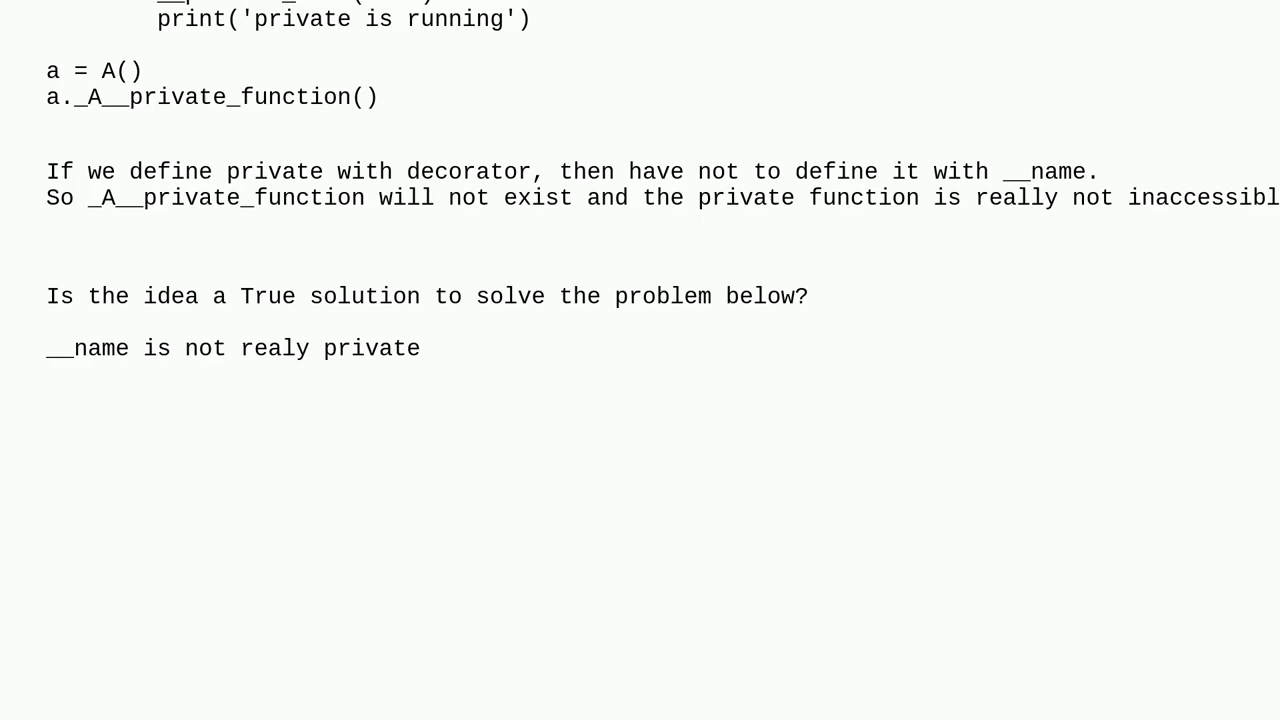 print('private is running')
a = A()
a._A__private_function()
If we define private with decorator, then have not to define it with __name.
So _A__private_function will not exist and the private function is really not
Is the idea a True solution to solve the problem below?
__name is not realy private